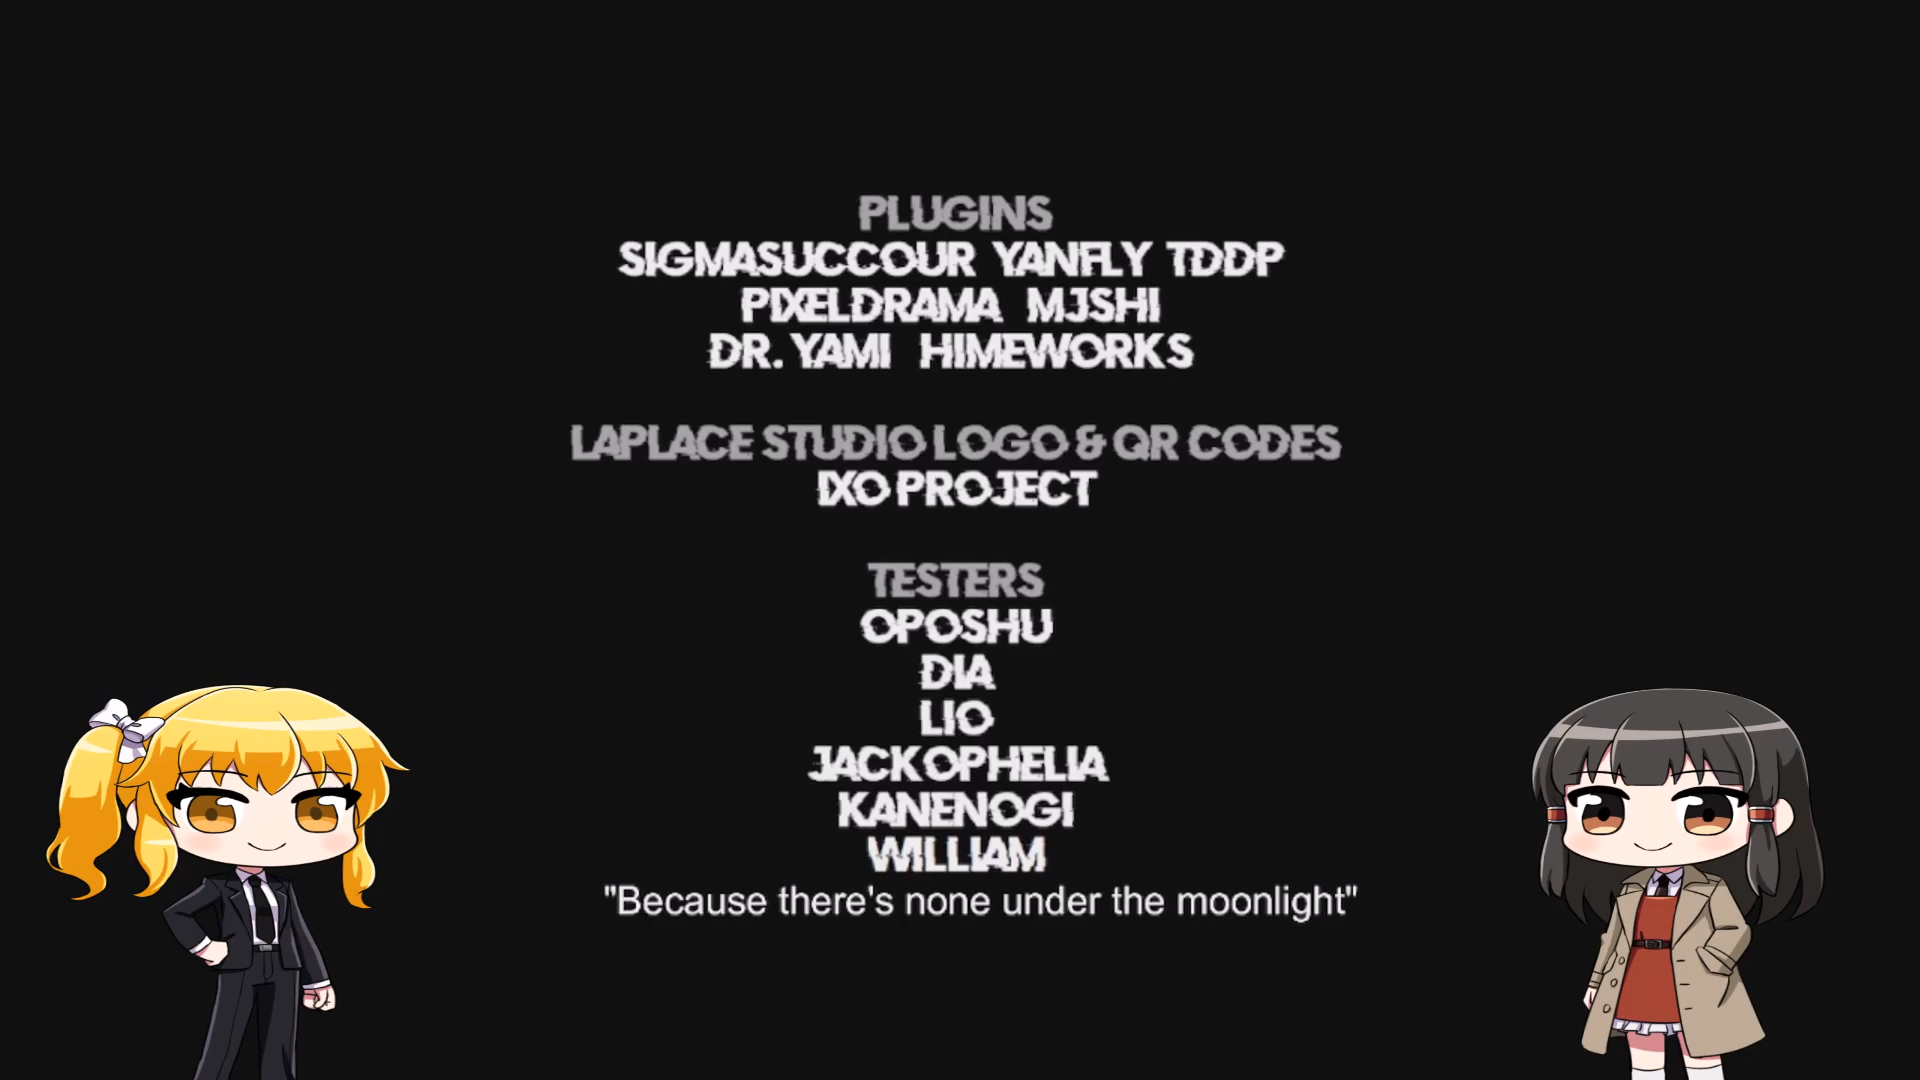 PLUGINS
SIGMASUCCOUR YANFLY TDDP
PIXELDRAMA MJSHI
DR. YAMI HIMEWORKS
LAPLACE STUDIO LOGO & QR CODES
IXO PROJECT
TESTERS
OPOSHU
DIA
LIO
JACKOPHELIA
KANENOGI
WILLIAM
"Because there's none under the moonlight"